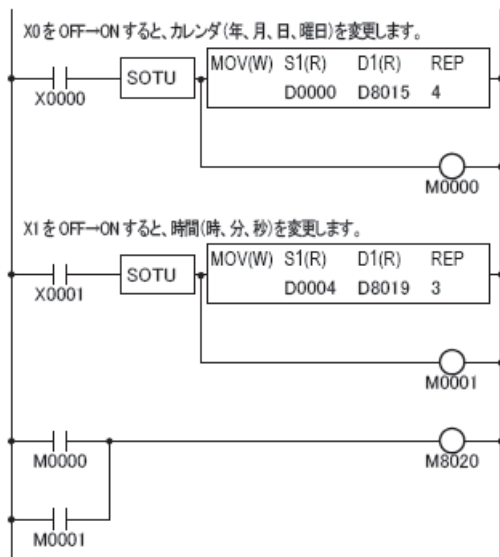 X0をOFF→ONすると、カレンダ(年、月、日、曜日)を変更します。
MOV(W) S1(R) D1(R) REP
SOTU
X0000
D0000 D8015 4
M0000
X1をOFF→ONすると、時間(時、分、秒)を変更します。
MOV(W) S1(R) D1(R) REP
SOTU
X0001
D0004 D8019 3
M0001
M0000
M8020
M0001